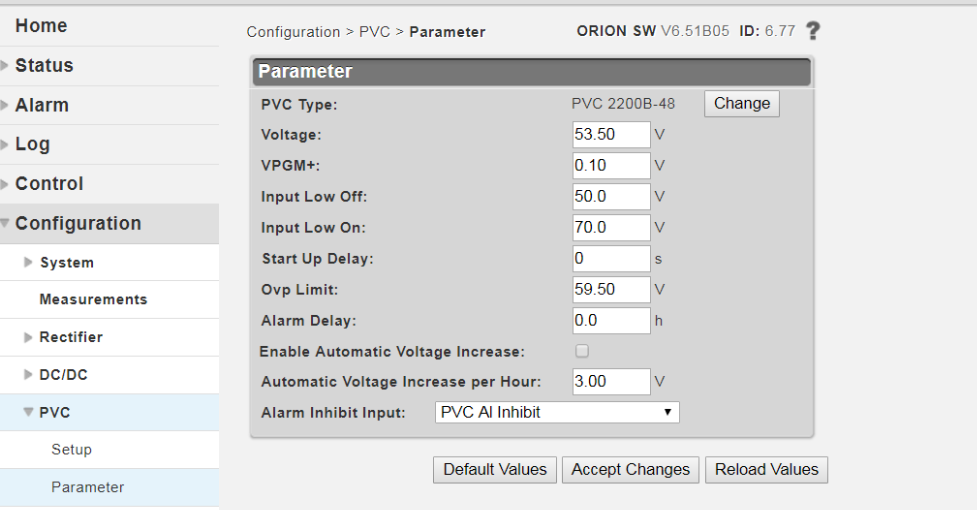 Home
Configuration > PVC > Parameter
ORION SW V6.51B05 ID: 6.77 ?
Status
Alarm
Log
Control
Configuration
System
Measurements
Rectifier
DC/DC
PVC
Setup
Parameter
Parameter
PVC Type: PVC 2200B-48 Change
Voltage: 53.50 V
VPGM+: 0.10 V
Input Low Off: 50.0 V
Input Low On: 70.0 V
Start Up Delay: 0 s
Ovp Limit: 59.50 V
Alarm Delay: 0.0 h
Enable Automatic Voltage Increase:
Automatic Voltage Increase per Hour: 3.00 V
Alarm Inhibit Input: PVC AI Inhibit
Default Values Accept Changes Reload Values